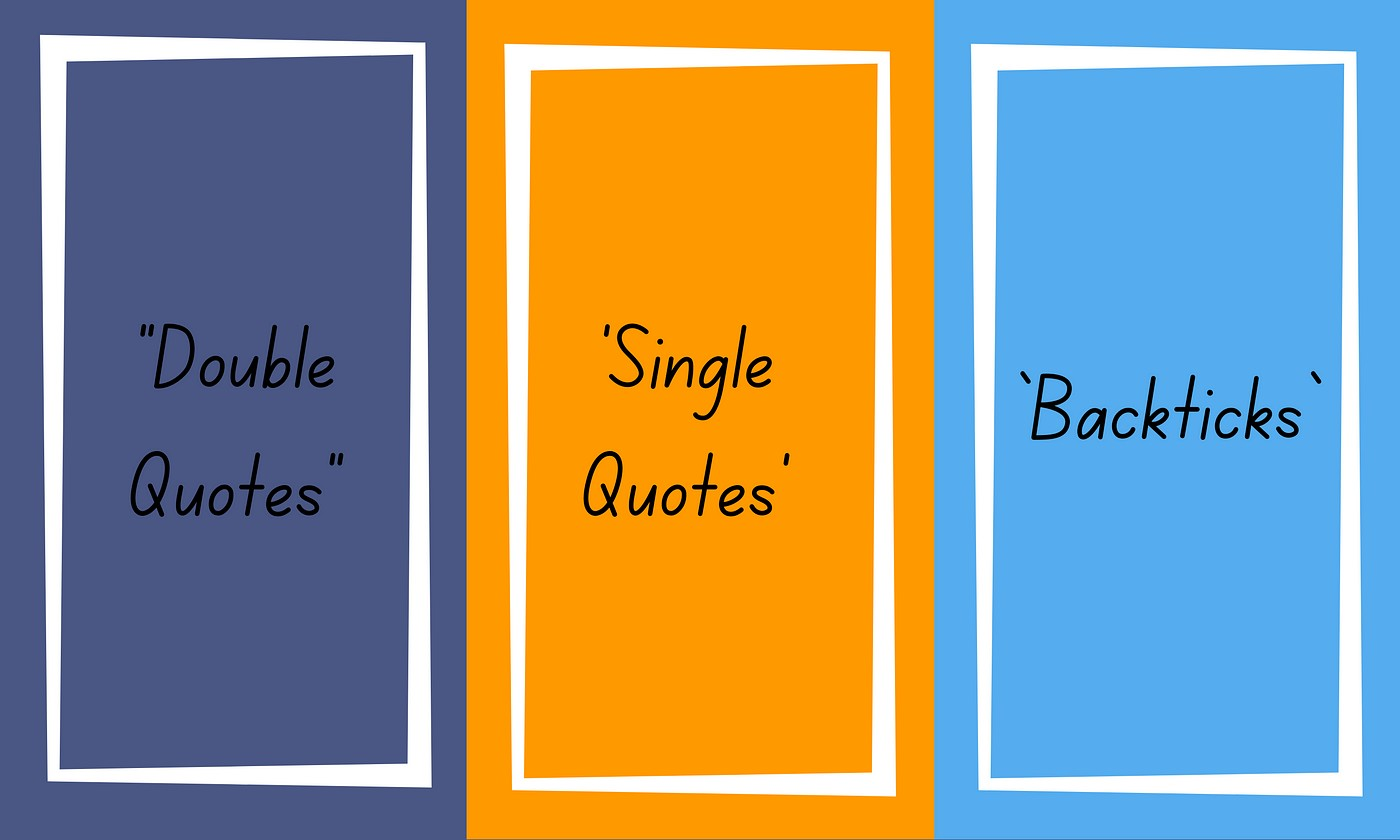 "Double
Quotes"
'Single
Quotes'
`Backticks`